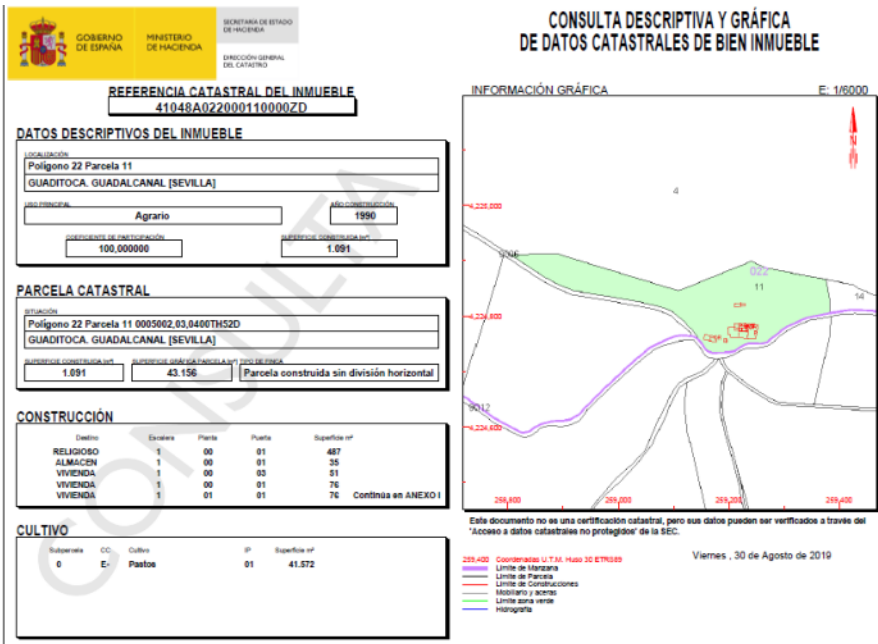 GOBIERNO
DE ESPAÑA
MINISTERIO
DE HACIENDA
SECRETARÍA DE ESTADO
DE HACIENDA
DIRECCIÓN GENERAL
DEL CATASTRO
CONSULTA DESCRIPTIVA Y GRÁFICA
DE DATOS CATASTRALES DE BIEN INMUEBLE
REFERENCIA CATASTRAL DEL INMUEBLE
41048A022000110000ZD
DATOS DESCRIPTIVOS DEL INMUEBLE
LOCALIZACIÓN
Polígono 22 Parcela 11
GUADITOCA. GUADALCANAL [SEVILLA]
USO PRINCIPAL
Agrario
AÑO CONSTRUCCIÓN
1990
COEFICIENTE DE PARTICIPACIÓN
100,000000
SUPERFICIE CONSTRUIDA [m²]
1.091
PARCELA CATASTRAL
SITUACIÓN
Polígono 22 Parcela 11 0005002,03,0400TH52D
GUADITOCA. GUADALCANAL [SEVILLA]
SUPERFICIE CONSTRUIDA [m²]
1.091
SUPERFICIE GRÁFICA PARCELA [m²]
43.156
TIPO DE FINCA
Parcela construida sin división horizontal
CONSTRUCCIÓN
Destino Escalera Planta Puerta Superficie m²
RELIGIOSO 1 00 01 487
ALMACEN 1 00 01 35
VIVIENDA 1 00 03 51
VIVIENDA 1 00 01 76
VIVIENDA 1 01 01 76 Continúa en ANEXO I
CULTIVO
Subparcela CC Cultivo IP Superficie m²
0 E- Pastos 01 41.572
CONSULTA
INFORMACIÓN GRÁFICA E: 1/6000
4
4,225,000
022
11
14
4,224,800
9012
4,224,600
258,800 259,000 259,200 259,400
Este documento no es una certificación catastral, pero sus datos pueden ser verificados a través del
'Acceso a datos catastrales no protegidos' de la SEC.
259,400 Coordenadas U.T.M. Huso 30 ETRS89
Límite de Manzana
Límite de Parcela
Límite de Construcciones
Mobiliario y aceras
Límite zona verde
Hidrografía
Viernes , 30 de Agosto de 2019